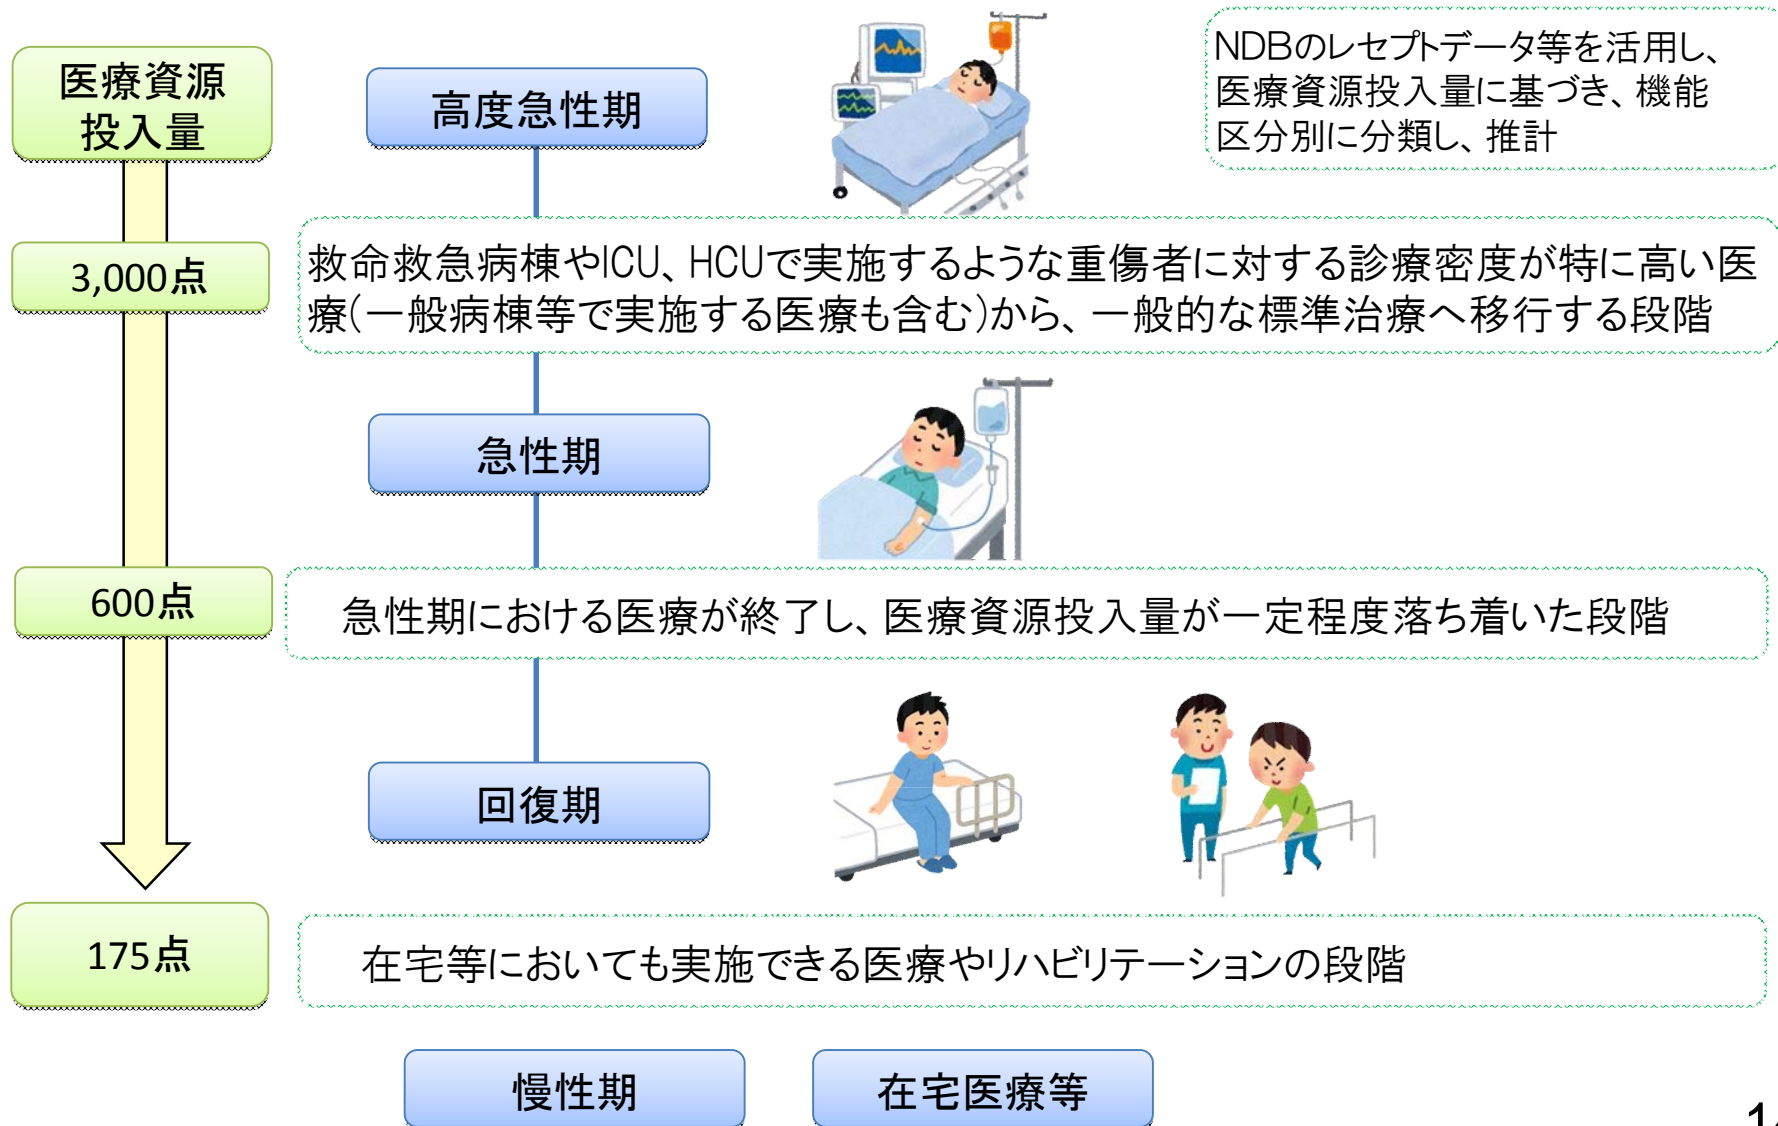 医療資源
投入量
高度急性期
NDBのレセプトデータ等を活用し、
医療資源投入量に基づき、機能
区分別に分類し、推計
3,000点
救命救急病棟やICU、HCUで実施するような重傷者に対する診療密度が特に高い医
療(一般病棟等で実施する医療も含む)から、一般的な標準治療へ移行する段階
急性期
600点
急性期における医療が終了し、医療資源投入量が一定程度落ち着いた段階
回復期
175点
在宅等においても実施できる医療やリハビリテーションの段階
慢性期
在宅医療等